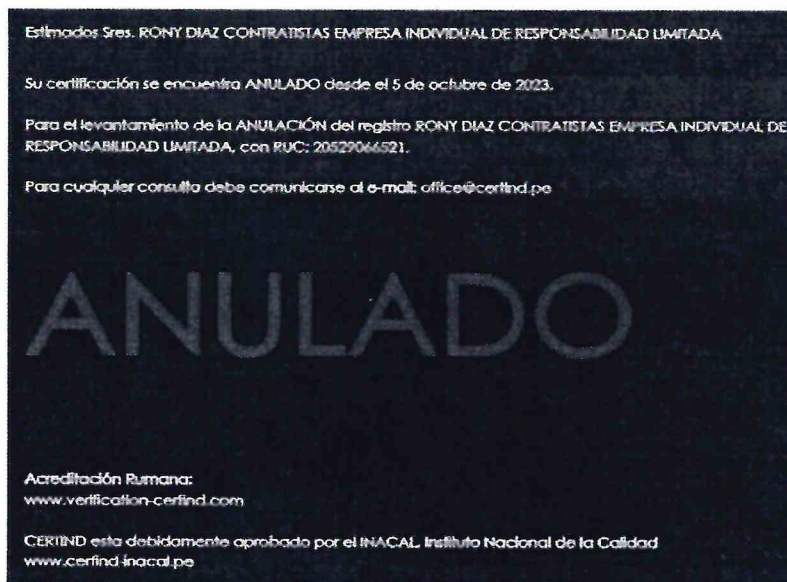 Estimados Sres. RONY DIAZ CONTRATISTAS EMPRESA INDIVIDUAL DE RESPONSABILIDAD LIMITADA
Su certificación se encuentra ANULADO desde el 5 de octubre de 2023.
Para el levantamiento de la ANULACIÓN del registro RONY DIAZ CONTRATISTAS EMPRESA INDIVIDUAL DE
RESPONSABILIDAD LIMITADA, con RUC: 20529066521.
Para cualquier consulta debe comunicarse al e-mail: office@certind.pe
ANULADO
Acreditación Rumana:
www.verification-certind.com
CERTIND esta debidamente aprobado por el INACAL, Instituto Nacional de la Calidad
www.certind-inacal.pe